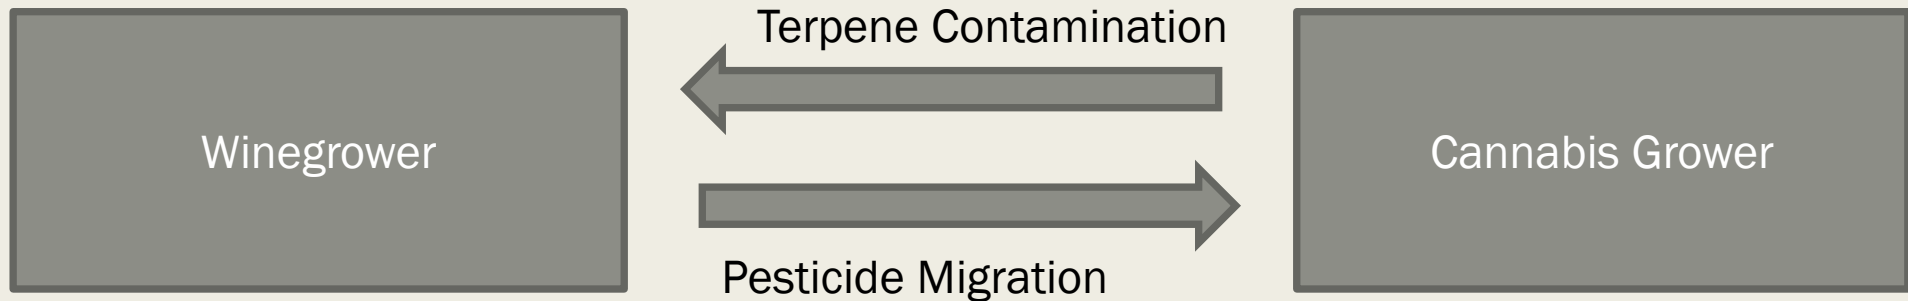 Terpene Contamination
Winegrower
Cannabis Grower
Pesticide Migration